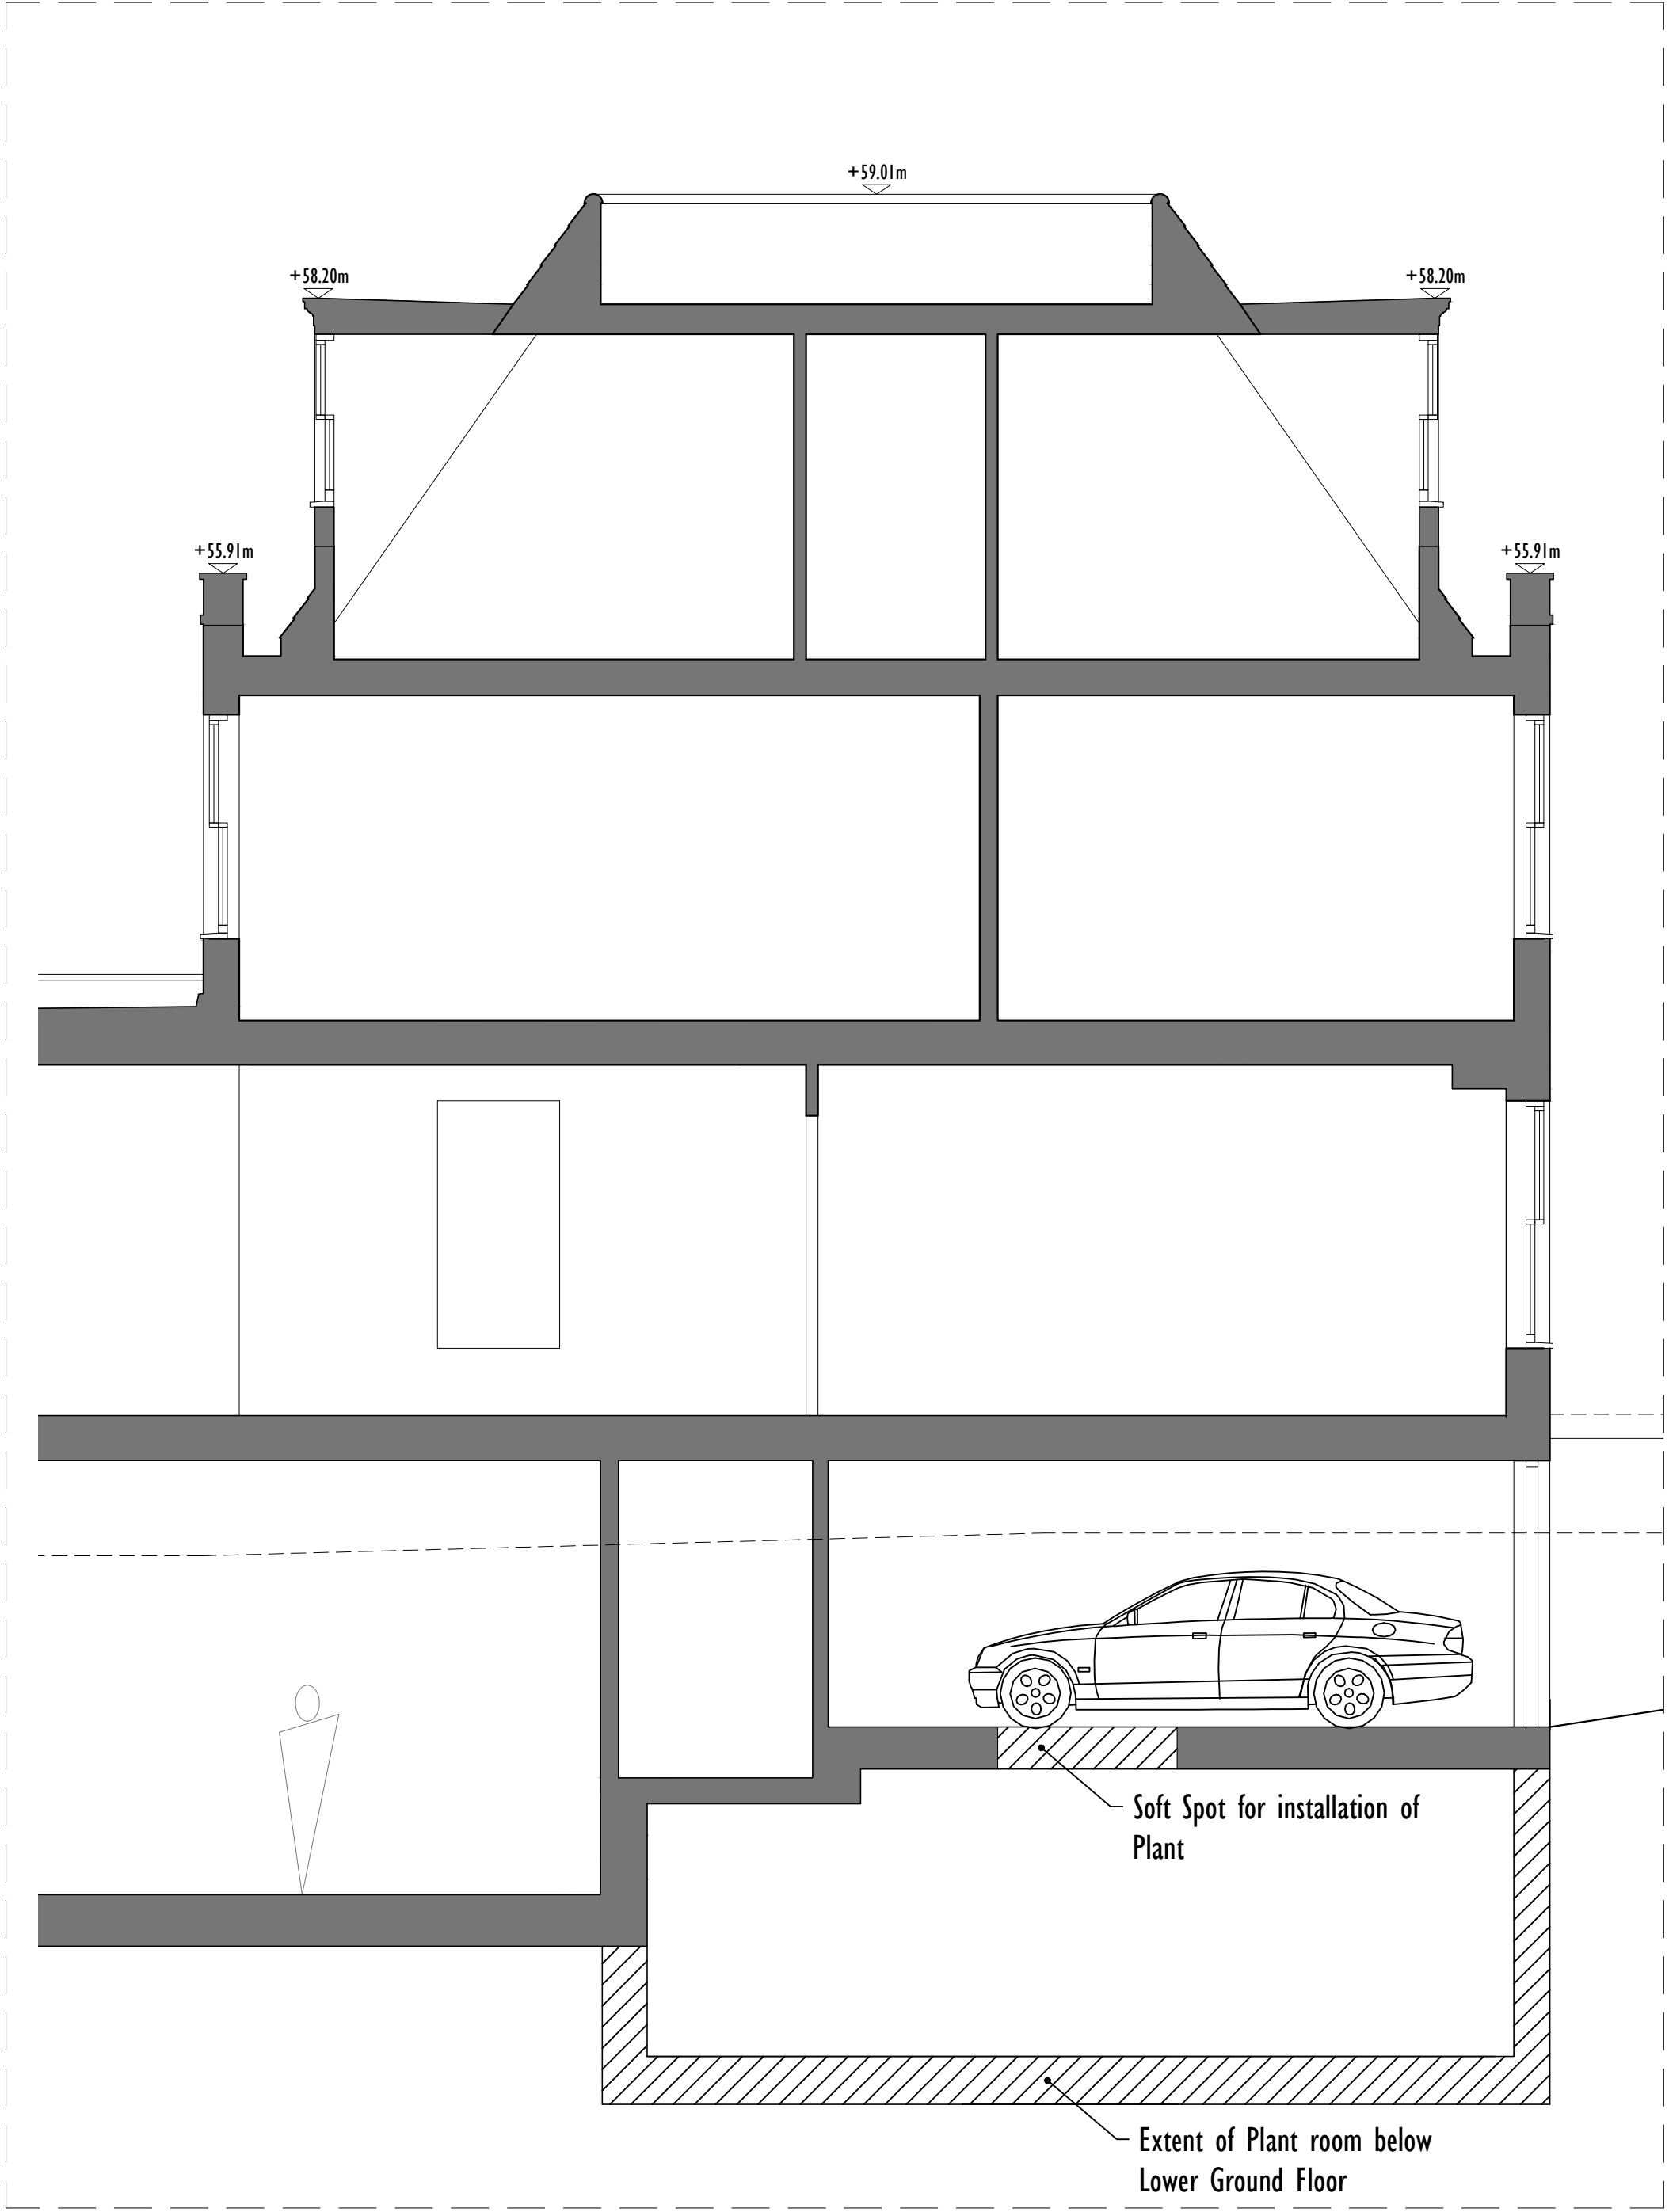 +59.01m
+58.20m
+58.20m
+55.91m
+55.91m
Soft Spot for installation of
Plant
Extent of Plant room below
Lower Ground Floor